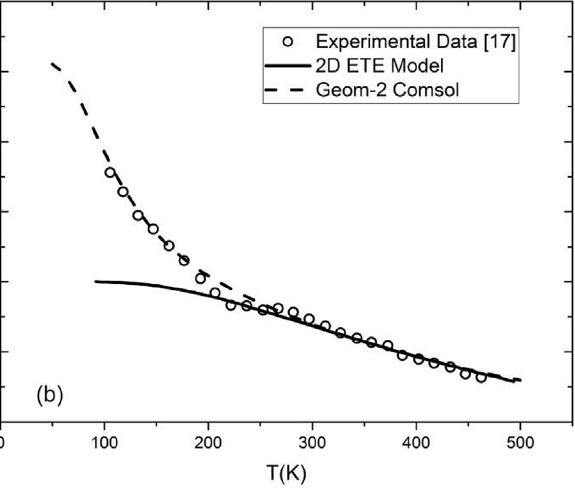 Experimental Data [17]
2D ETE Model
Geom-2 Comsol
(b)
0 100 200 300 400 500
T(K)